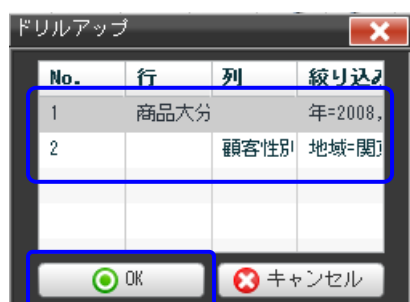 ドリルアップ
No. 行 列 絞り込み
1 商品大分 年=2008,
2 顧客性別 地域=関東
OK キャンセル